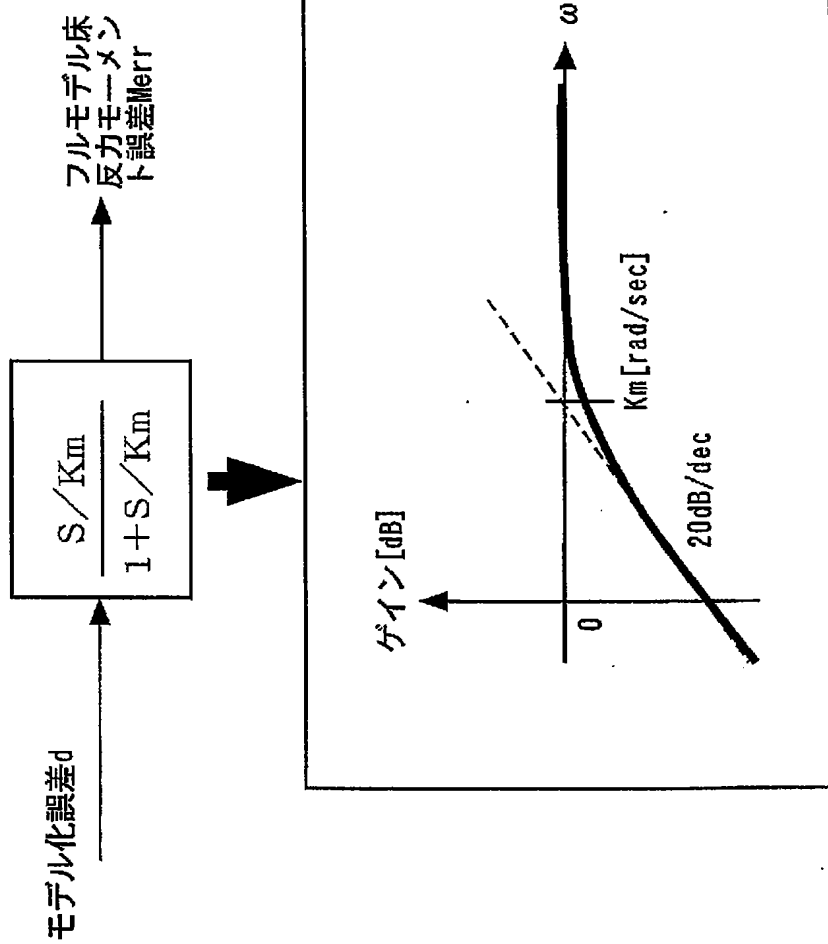 モデル化誤差d
S/Km
1+S/Km
フルモデル床
反力モーメン
ト誤差Merr
ゲイン[dB]
0
ω
Km[rad/sec]
20dB/dec